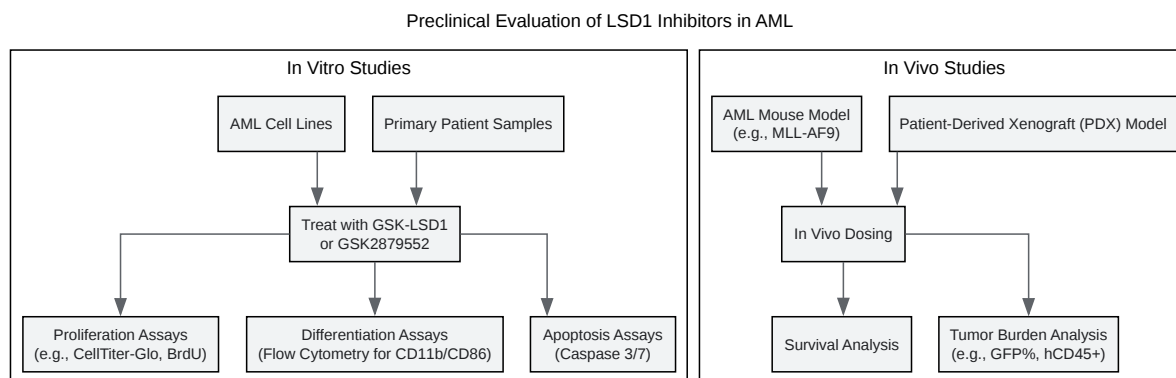 Preclinical Evaluation of LSD1 Inhibitors in AML
In Vitro Studies
AML Cell Lines
Primary Patient Samples
Treat with GSK-LSD1
or GSK2879552
Proliferation Assays
(e.g., CellTiter-Glo, BrdU)
Differentiation Assays
(Flow Cytometry for CD11b/CD86)
Apoptosis Assays
(Caspase 3/7)
In Vivo Studies
AML Mouse Model
(e.g., MLL-AF9)
Patient-Derived Xenograft (PDX) Model
In Vivo Dosing
Survival Analysis
Tumor Burden Analysis
(e.g., GFP%, hCD45+)